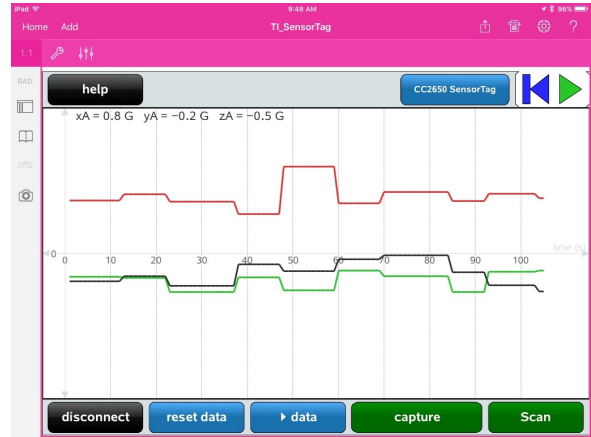 iPad 9:48 AM 96%
Home Add TI_SensorTag ?
1.1
RAD
help CC2650 SensorTag
xA = 0.8 G yA = −0.2 G zA = −0.5 G
0 0 10 20 30 40 50 60 70 80 90 100 time (s)
disconnect reset data data capture Scan